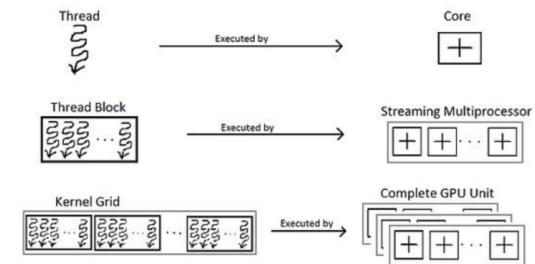 Thread
Executed by
Core
Thread Block
Executed by
Streaming Multiprocessor
Kernel Grid
Executed by
Complete GPU Unit